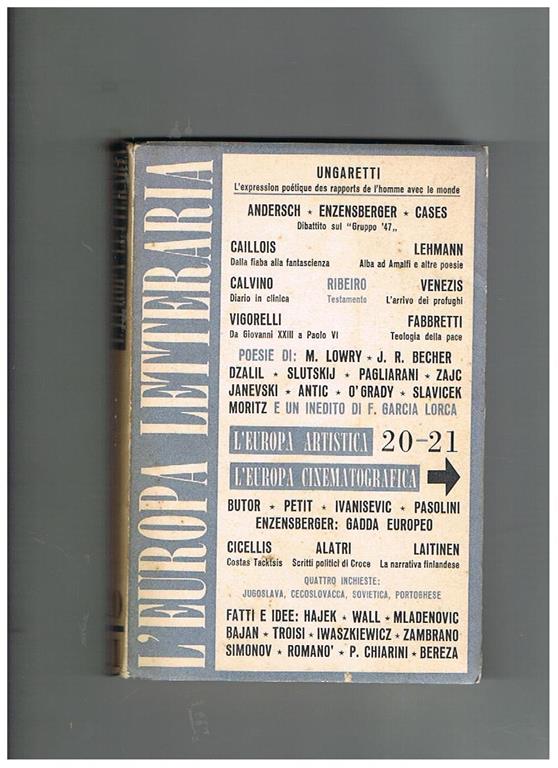 L'EUROPA LETTERARIA
UNGARETTI
L'expression poétique des rapports de l'homme avec le monde
ANDERSCH ★ ENZENSBERGER ★ CASES
Dibattito sul "Gruppo '47„
CAILLOIS LEHMANN
Dalla fiaba alla fantascienza Alba ad Amalfi e altre poesie
CALVINO RIBEIRO VENEZIS
Diario in clinica Testamento L'arrivo dei profughi
VIGORELLI FABBRETTI
Da Giovanni XXIII a Paolo VI Teologia della pace
POESIE DI: M. LOWRY ★ J. R. BECHER
DZALIL ★ SLUTSKIJ ★ PAGLIARANI ★ ZAJC
JANEVSKI ★ ANTIC ★ O'GRADY ★ SLAVICEK
MORITZ E UN INEDITO DI F. GARCIA LORCA
L'EUROPA ARTISTICA 20-21
L'EUROPA CINEMATOGRAFICA
BUTOR ★ PETIT ★ IVANISEVIC ★ PASOLINI
ENZENSBERGER: GADDA EUROPEO
CICELLIS ALATRI LAITINEN
Costas Tacktsis Scritti politici di Croce La narrativa finlandese
QUATTRO INCHIESTE:
JUGOSLAVA, CECOSLOVACCA, SOVIETICA, PORTOGHESE
FATTI E IDEE: HAJEK ★ WALL ★ MLADENOVIC
BAJAN ★ TROISI ★ IWASZKIEWICZ ★ ZAMBRANO
SIMONOV ★ ROMANO' ★ P. CHIARINI ★ BEREZA